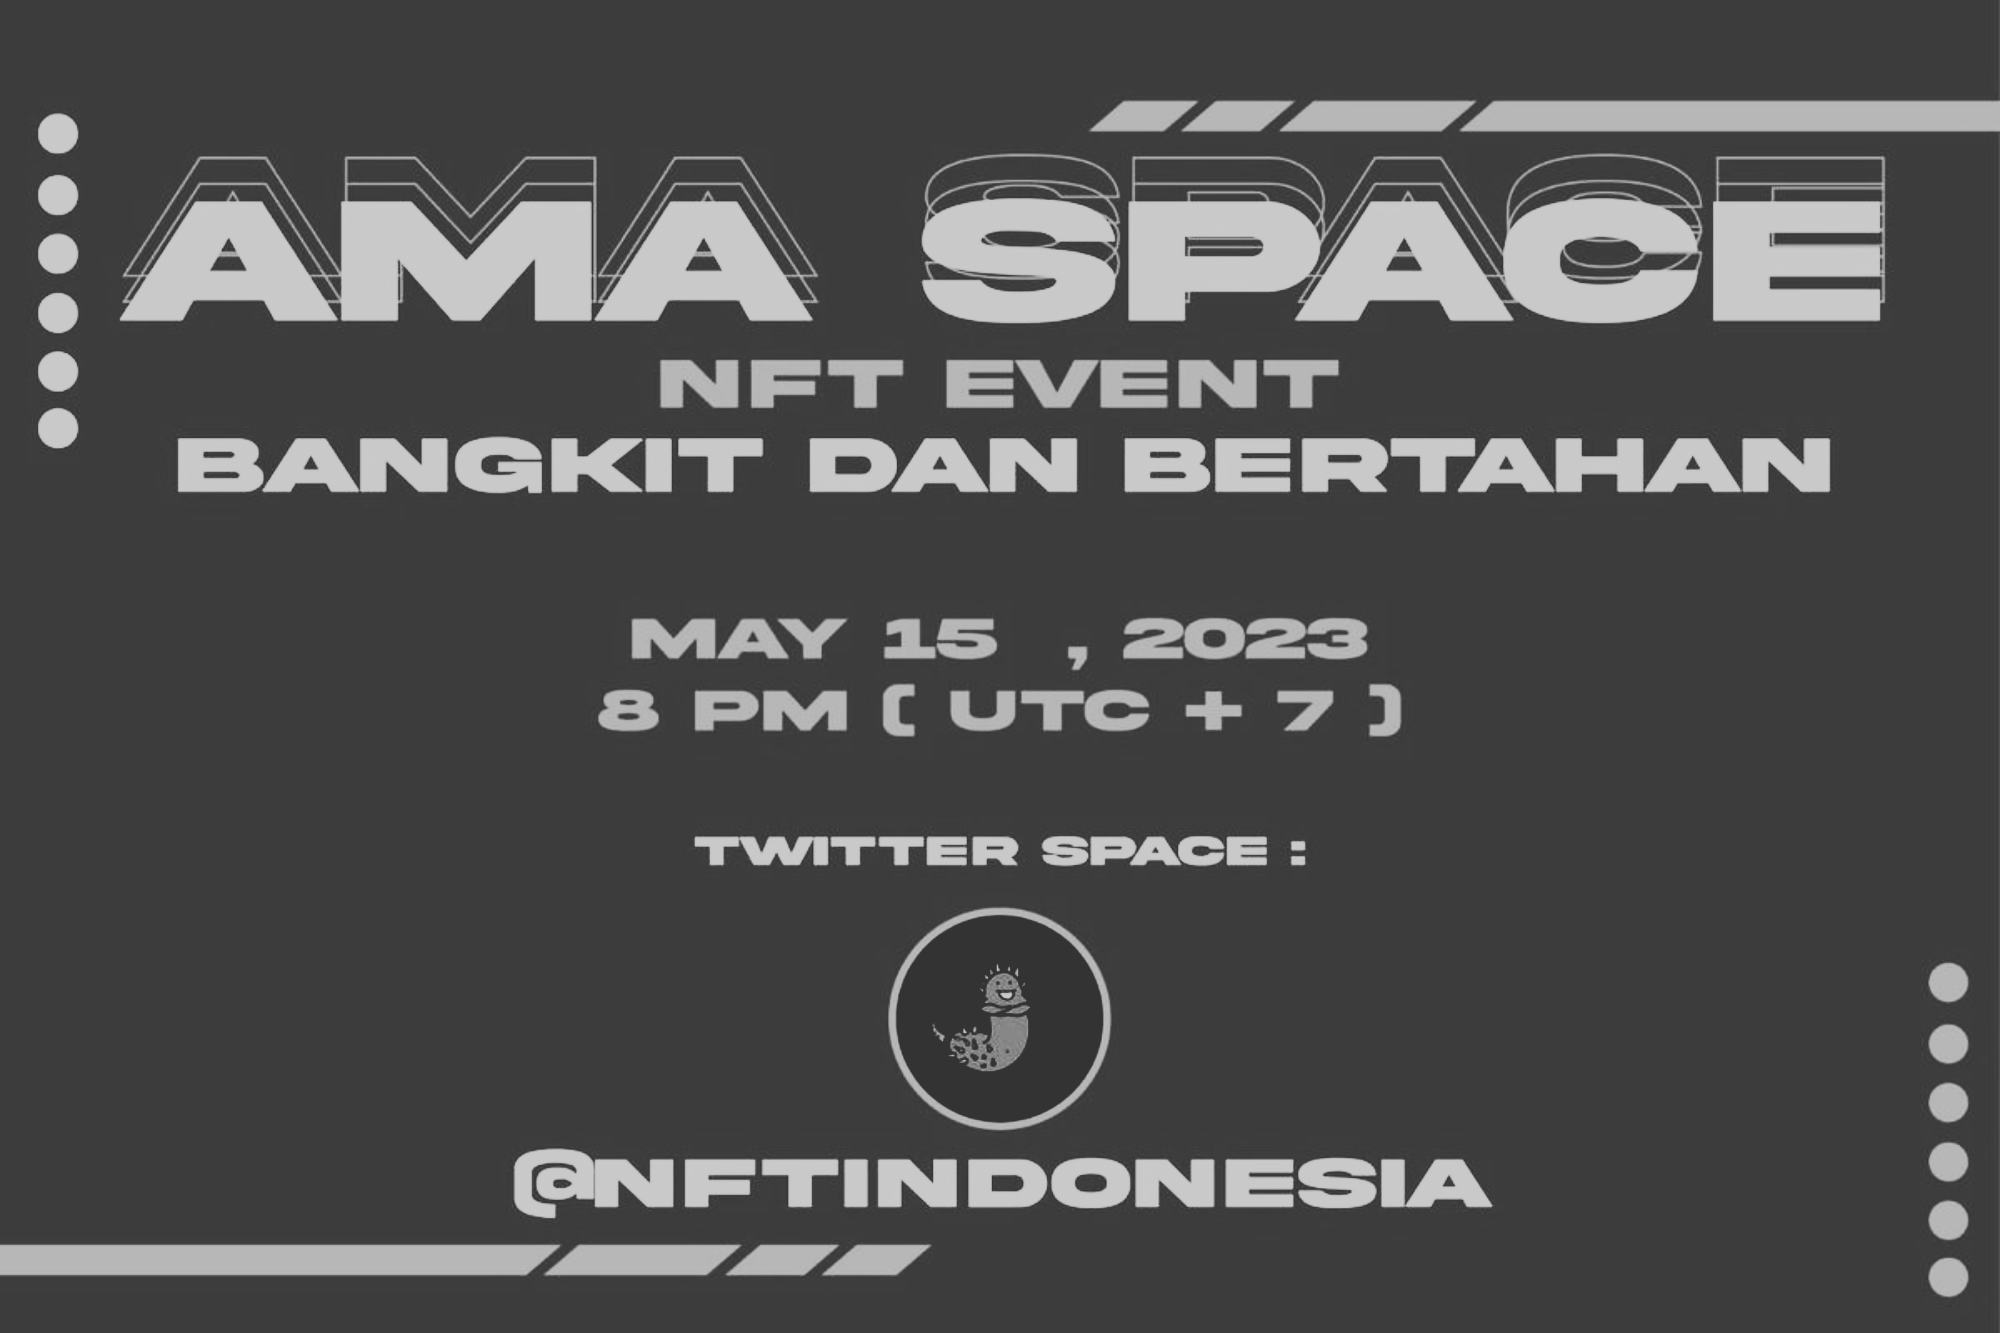 AMA SPACE
NFT EVENT
BANGKIT DAN BERTAHAN
MAY 15 , 2023
8 PM ( UTC + 7 )
TWITTER SPACE :
@NFTINDONESIA